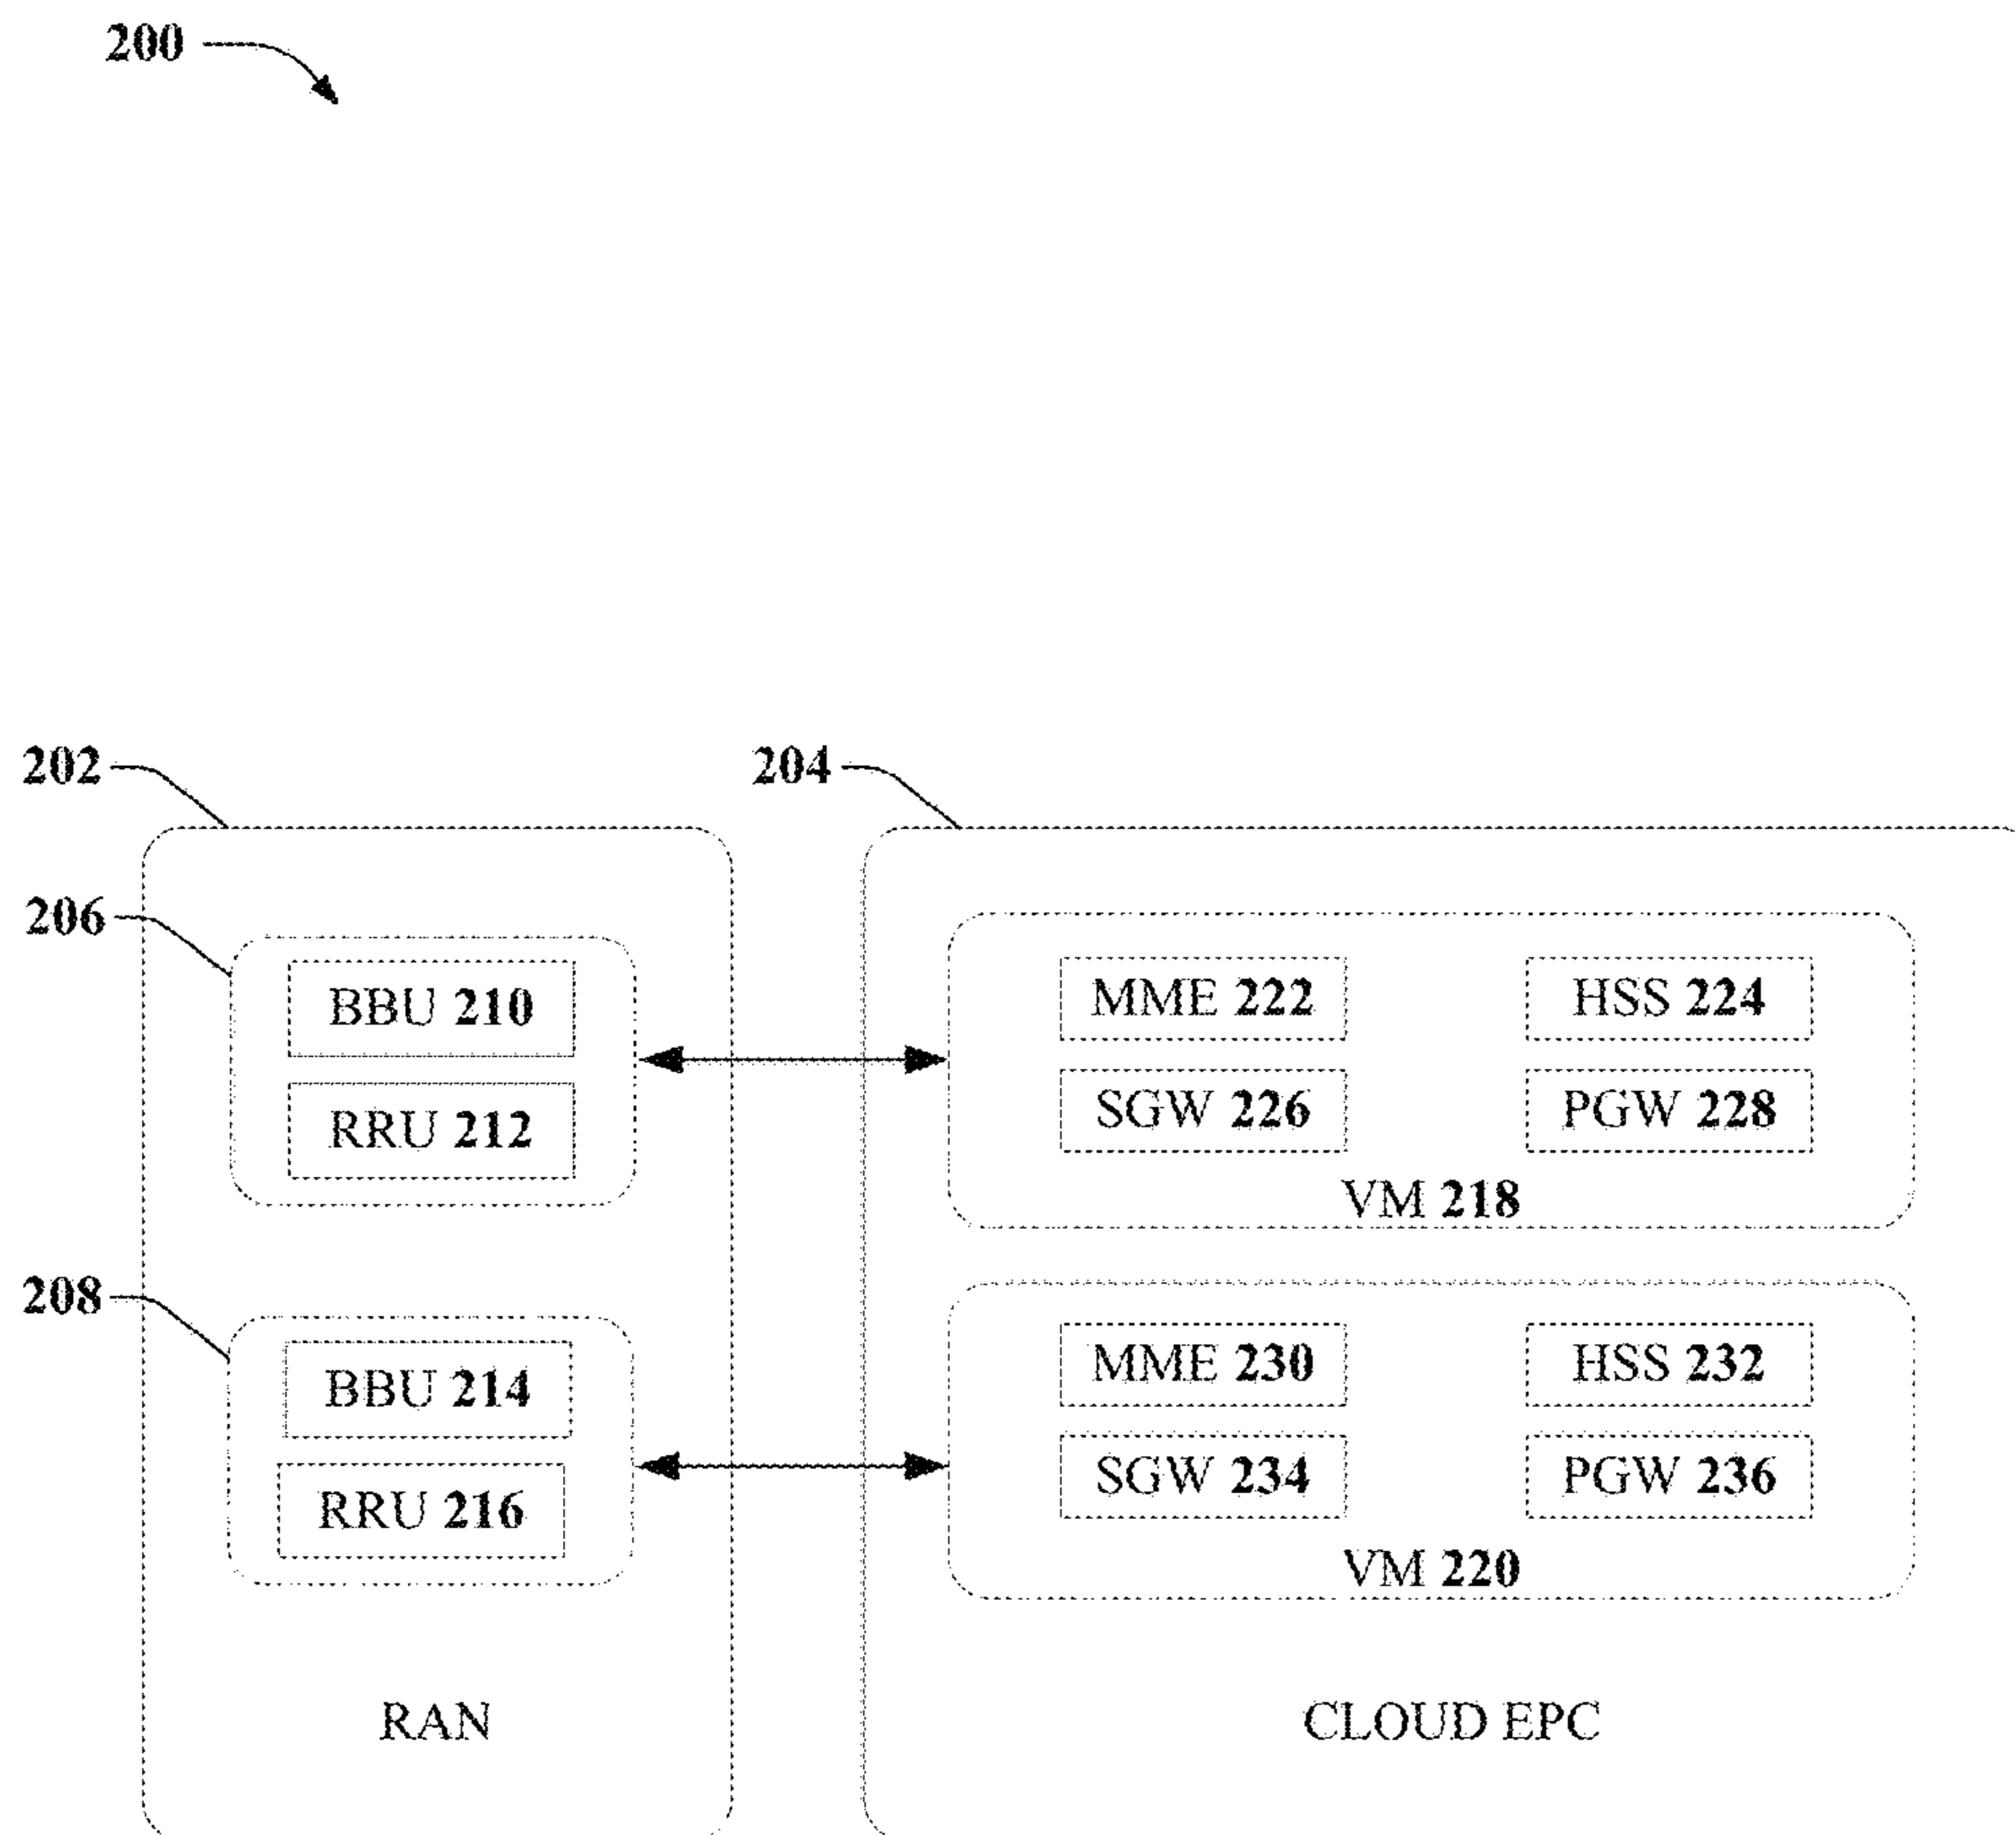 200
202
204
206
BBU 210
MME 222
HSS 224
RRU 212
SGW 226
PGW 228
VM 218
208
BBU 214
MME 230
HSS 232
RRU 216
SGW 234
PGW 236
VM 220
RAN
CLOUD EPC